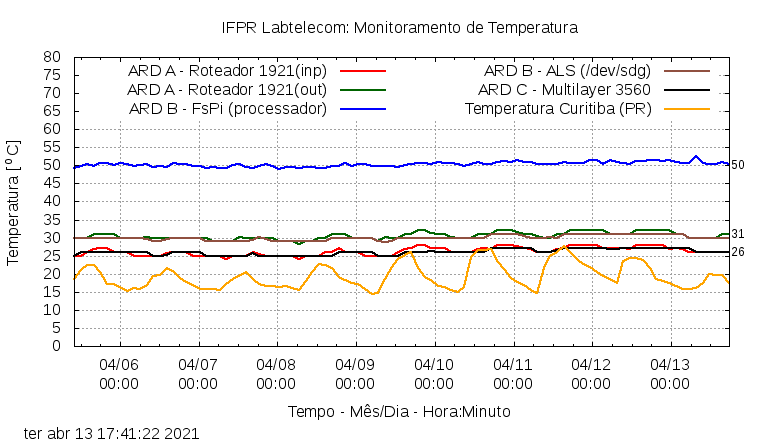 IFPR Labtelecom: Monitoramento de Temperatura
Temperatura [ºC]
80
75
70
65
60
55
50
45
40
35
30
25
20
15
10
5
0
ARD A - Roteador 1921(inp)
ARD A - Roteador 1921(out)
ARD B - FsPi (processador)
ARD B - ALS (/dev/sdg)
ARD C - Multilayer 3560
Temperatura Curitiba (PR)
50
31
26
04/06 04/07 04/08 04/09 04/10 04/11 04/12 04/13
00:00 00:00 00:00 00:00 00:00 00:00 00:00 00:00
Tempo - Mês/Dia - Hora:Minuto
ter abr 13 17:41:22 2021